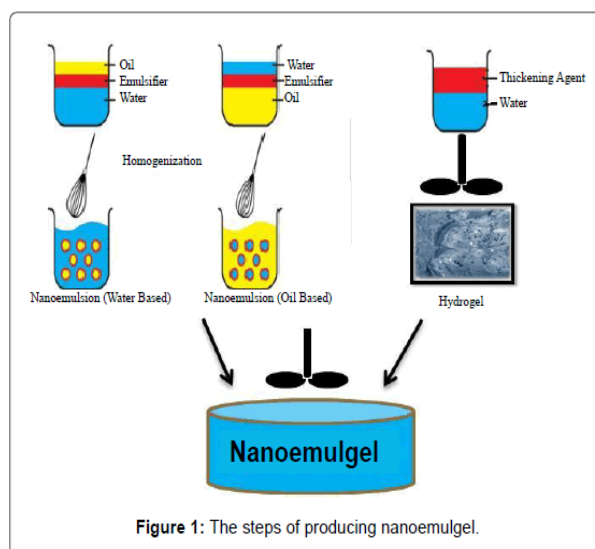 Oil
Emulsifier
Water
Water
Emulsifier
Oil
Thickening Agent
Water
Homogenization
Nanoemulsion (Water Based)
Nanoemulsion (Oil Based)
Hydrogel
Nanoemulgel
Figure 1: The steps of producing nanoemulgel.